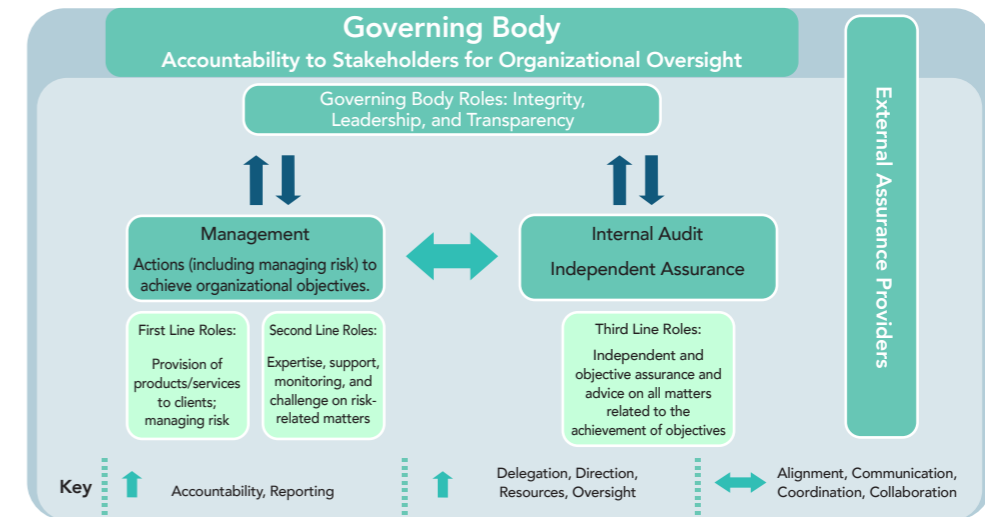 Governing Body
Accountability to Stakeholders for Organizational Oversight
Governing Body Roles: Integrity,
Leadership, and Transparency
Management
Actions (including managing risk) to
achieve organizational objectives.
Internal Audit
Independent Assurance
First Line Roles:
Provision of
products/services
to clients;
managing risk
Second Line Roles:
Expertise, support,
monitoring, and
challenge on risk-
related matters
Third Line Roles:
Independent and
objective assurance and
advice on all matters
related to the
achievement of objectives
External Assurance Providers
Key
Accountability, Reporting
Delegation, Direction,
Resources, Oversight
Alignment, Communication,
Coordination, Collaboration